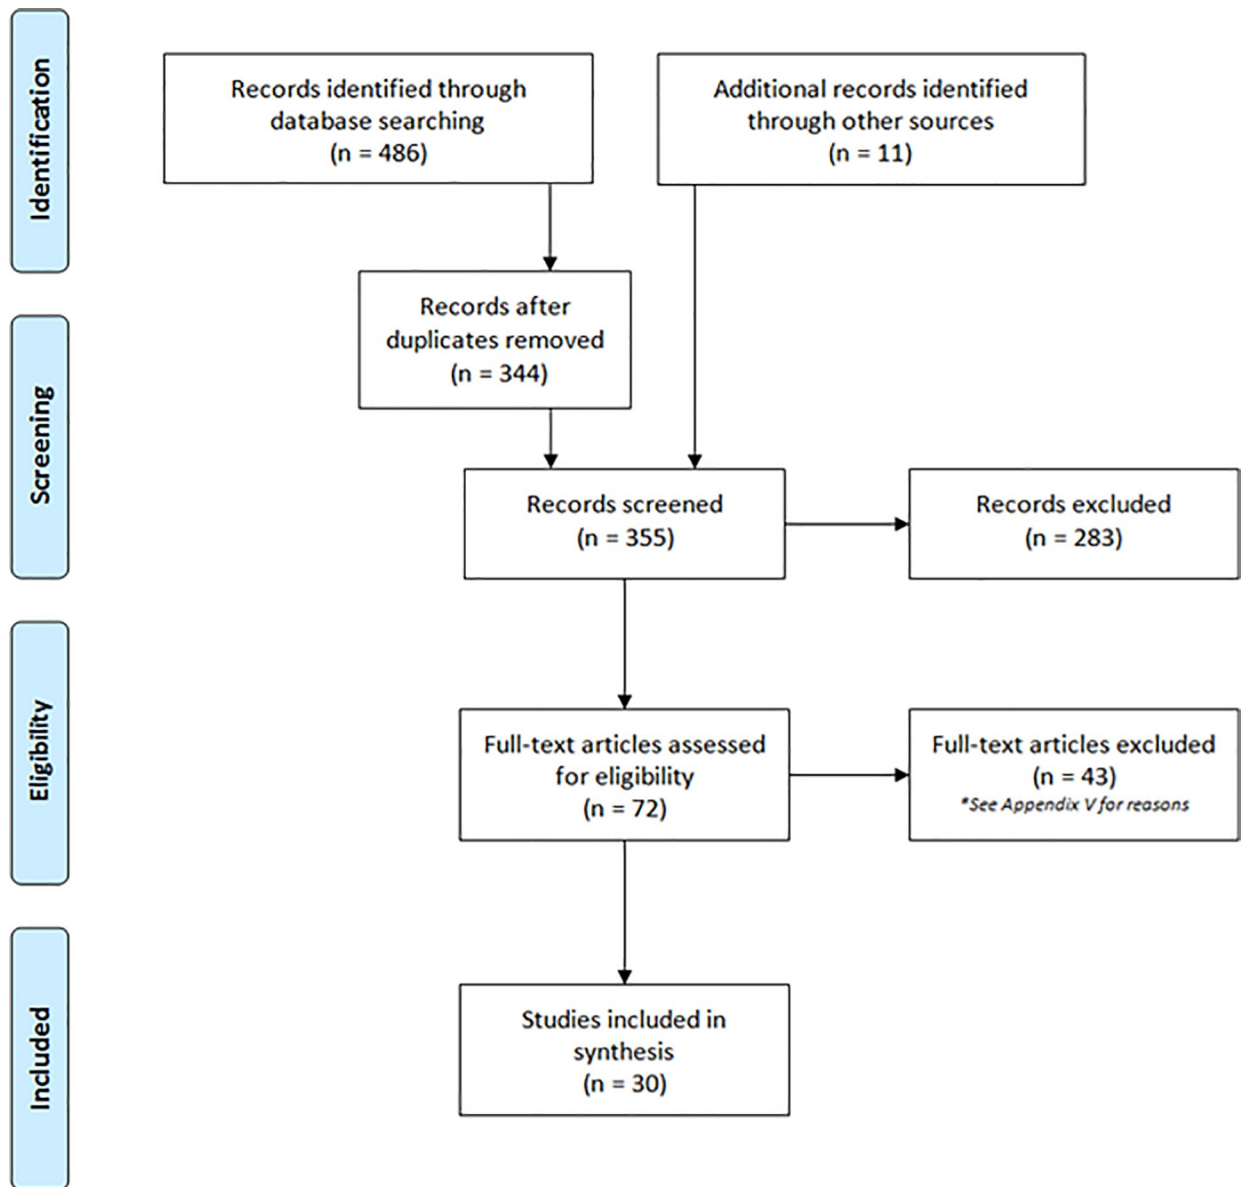 Identification
Records identified through
database searching
(n = 486)
Additional records identified
through other sources
(n = 11)
Records after
duplicates removed
(n = 344)
Screening
Records screened
(n = 355)
Records excluded
(n = 283)
Eligibility
Full-text articles assessed
for eligibility
(n = 72)
Full-text articles excluded
(n = 43)
*See Appendix V for reasons
Included
Studies included in
synthesis
(n = 30)